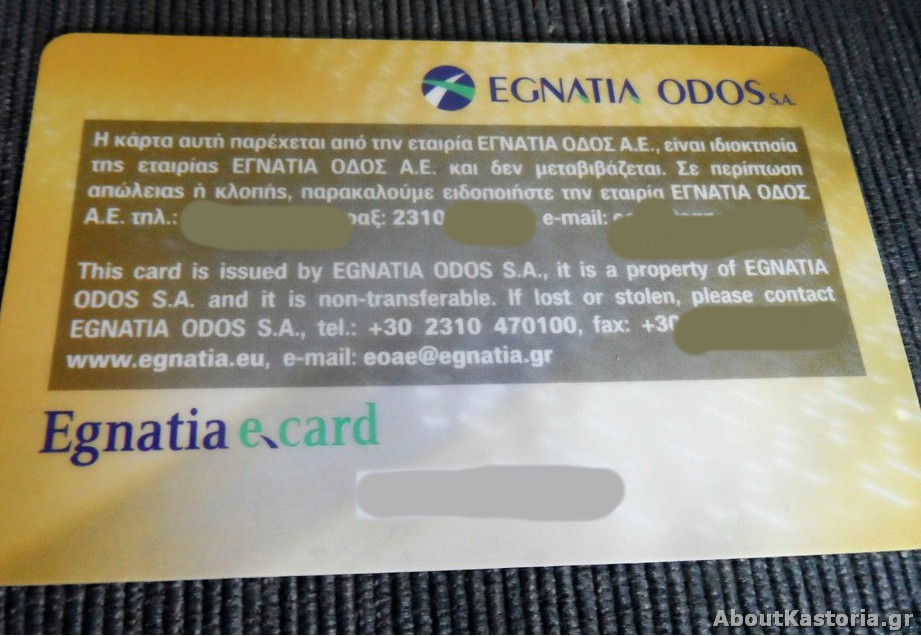 EGNATIA ODOS S.A.
Η κάρτα αυτή παρέχεται από την εταιρία ΕΓΝΑΤΙΑ ΟΔΟΣ Α.Ε., είναι ιδιοκτησία
της εταιρίας ΕΓΝΑΤΙΑ ΟΔΟΣ Α.Ε. και δεν μεταβιβάζεται. Σε περίπτωση
απώλειας ή κλοπής, παρακαλούμε ειδοποιήστε την εταιρία ΕΓΝΑΤΙΑ ΟΔΟΣ
Α.Ε. τηλ.: 2310 , e-mail:
This card is issued by EGNATIA ODOS S.A., it is a property of EGNATIA
ODOS S.A. and it is non-transferable. If lost or stolen, please contact
EGNATIA ODOS S.A., tel.: +30 2310 470100, fax: +30
www.egnatia.eu, e-mail: eoae@egnatia.gr
Egnatia e-card
AboutKastoria.gr